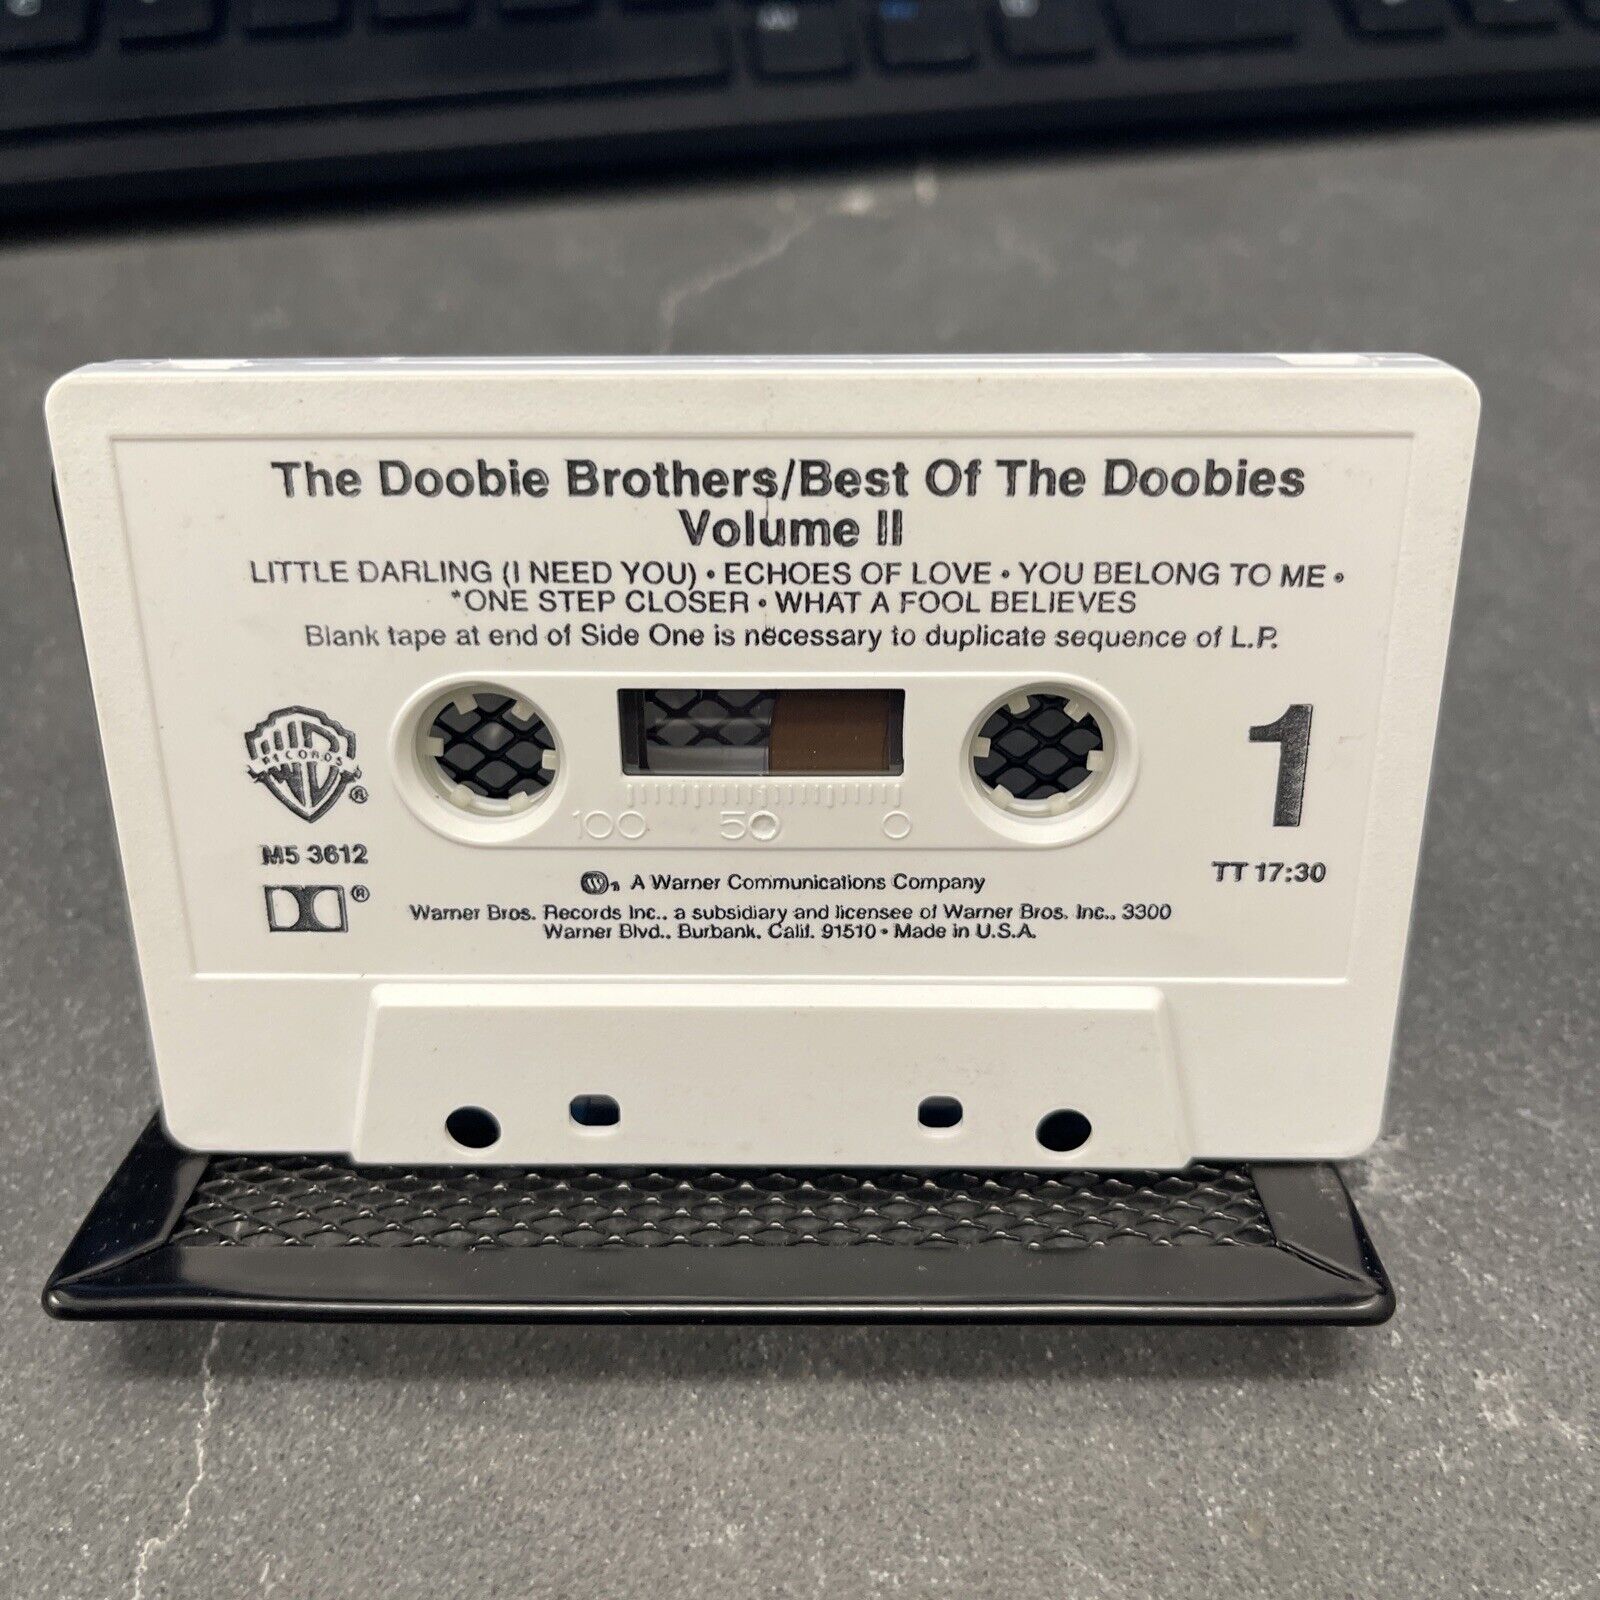 The Doobie Brothers/Best Of The Doobies
Volume II
LITTLE DARLING (I NEED YOU) • ECHOES OF LOVE • YOU BELONG TO ME •
*ONE STEP CLOSER • WHAT A FOOL BELIEVES
Blank tape at end of Side One is necessary to duplicate sequence of L.P.
RECORDS
®
1
100 50 0
M5 3612
TT 17:30
®
A Warner Communications Company
Warner Bros. Records Inc., a subsidiary and licensee of Warner Bros. Inc., 3300
Warner Blvd., Burbank, Calif. 91510 • Made in U.S.A.